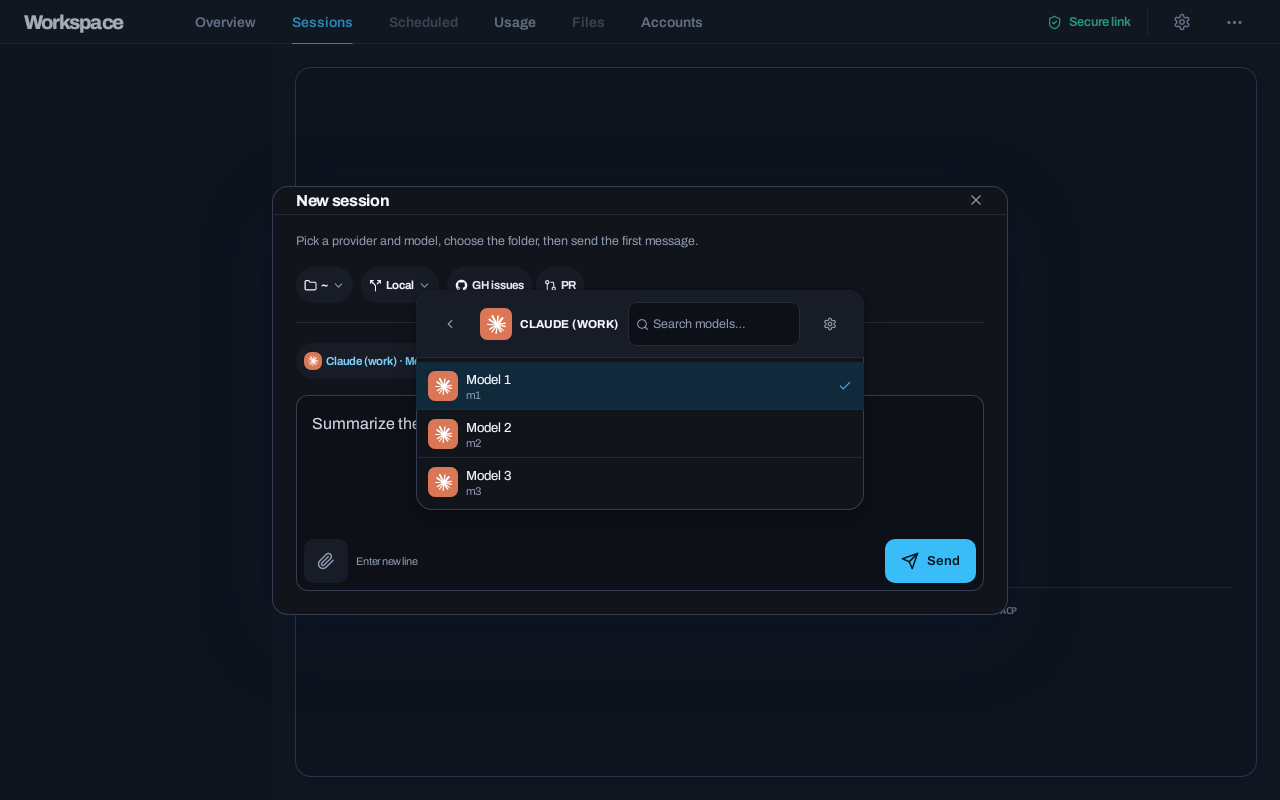 Workspace Overview Sessions Scheduled Usage Files Accounts Secure link
New session
Pick a provider and model, choose the folder, then send the first message.
~ Local GH issues PR
CLAUDE (WORK) Search models...
Claude (work) ·
Model 1
m1
Summarize the
Model 2
m2
Model 3
m3
Enter new line Send
ACP